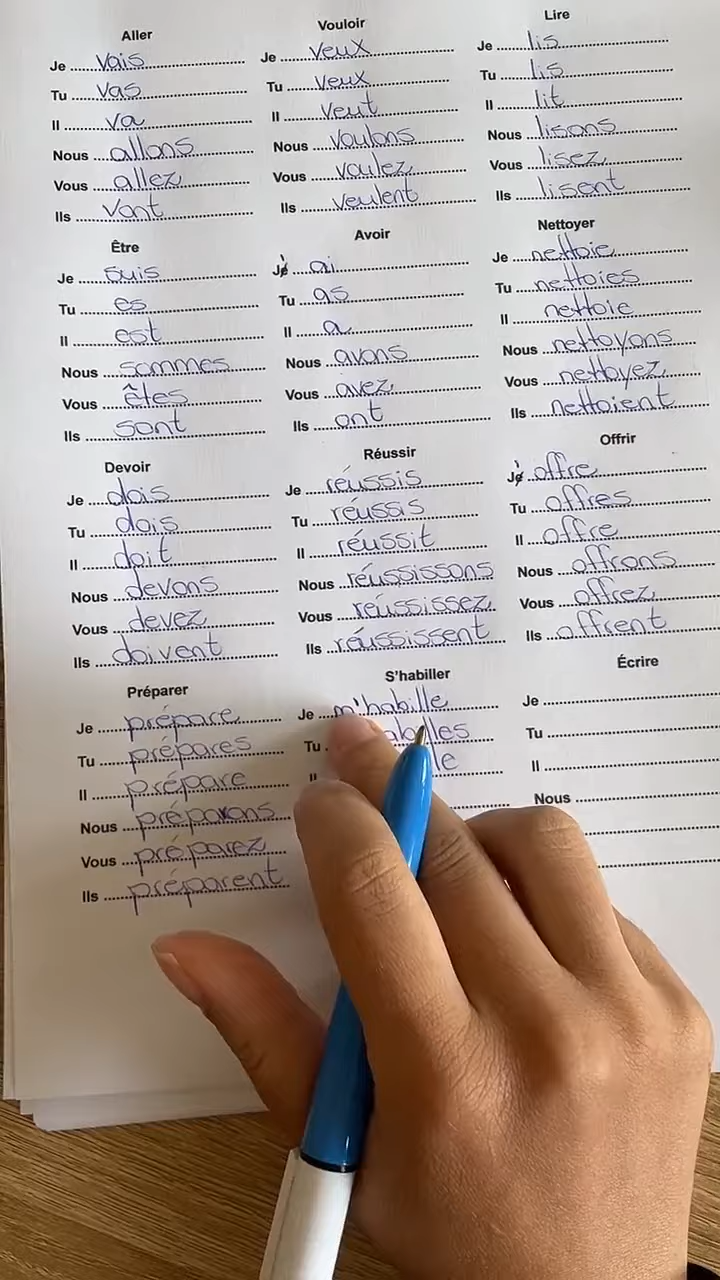 Aller
Je vais
Tu vas
Il va
Nous allons
Vous allez
Ils vont
Vouloir
Je veux
Tu veux
Il veut
Nous voulons
Vous voulez
Ils veulent
Lire
Je lis
Tu lis
Il lit
Nous lisons
Vous lisez
Ils lisent
Être
Je suis
Tu es
Il est
Nous sommes
Vous êtes
Ils sont
Avoir
J' ai
Tu as
Il a
Nous avons
Vous avez
Ils ont
Nettoyer
Je nettoie
Tu nettoies
Il nettoie
Nous nettoyons
Vous nettoyez
Ils nettoient
Devoir
Je dois
Tu dois
Il doit
Nous devons
Vous devez
Ils doivent
Réussir
Je réussis
Tu réussis
Il réussit
Nous réussissons
Vous réussissez
Ils réussissent
Offrir
J' offre
Tu offres
Il offre
Nous offrons
Vous offrez
Ils offrent
Préparer
Je prépare
Tu prépares
Il prépare
Nous préparons
Vous préparez
Ils préparent
S'habiller
Je m'habille
Tu
Il
Écrire
Je
Tu
Il
Nous